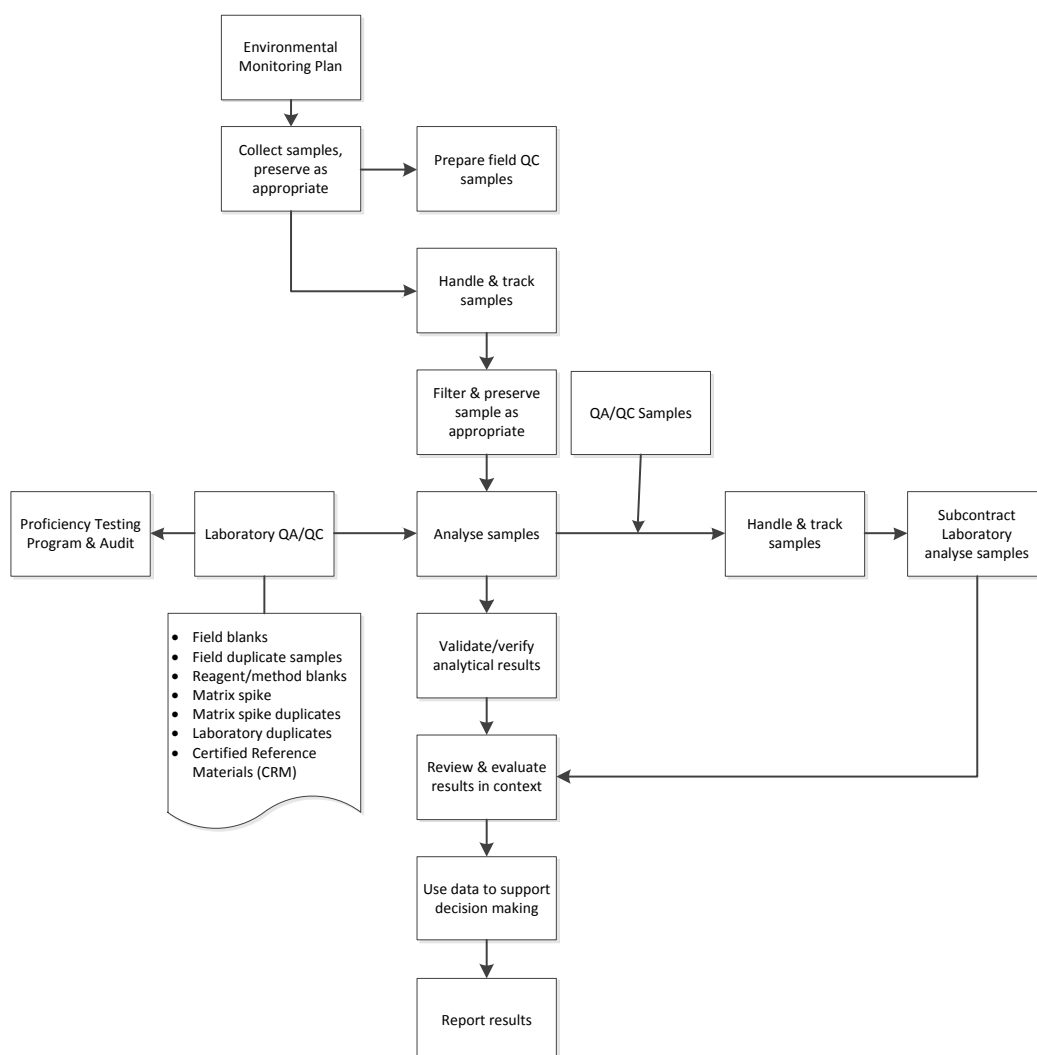 Environmental
Monitoring Plan
Collect samples,
preserve as
appropriate
Prepare field QC
samples
Handle & track
samples
Filter & preserve
sample as
appropriate
QA/QC Samples
Proficiency Testing
Program & Audit
Laboratory QA/QC
Analyse samples
Handle & track
samples
Subcontract
Laboratory
analyse samples
• Field blanks
• Field duplicate samples
• Reagent/method blanks
• Matrix spike
• Matrix spike duplicates
• Laboratory duplicates
• Certified Reference
Materials (CRM)
Validate/verify
analytical results
Review & evaluate
results in context
Use data to support
decision making
Report results